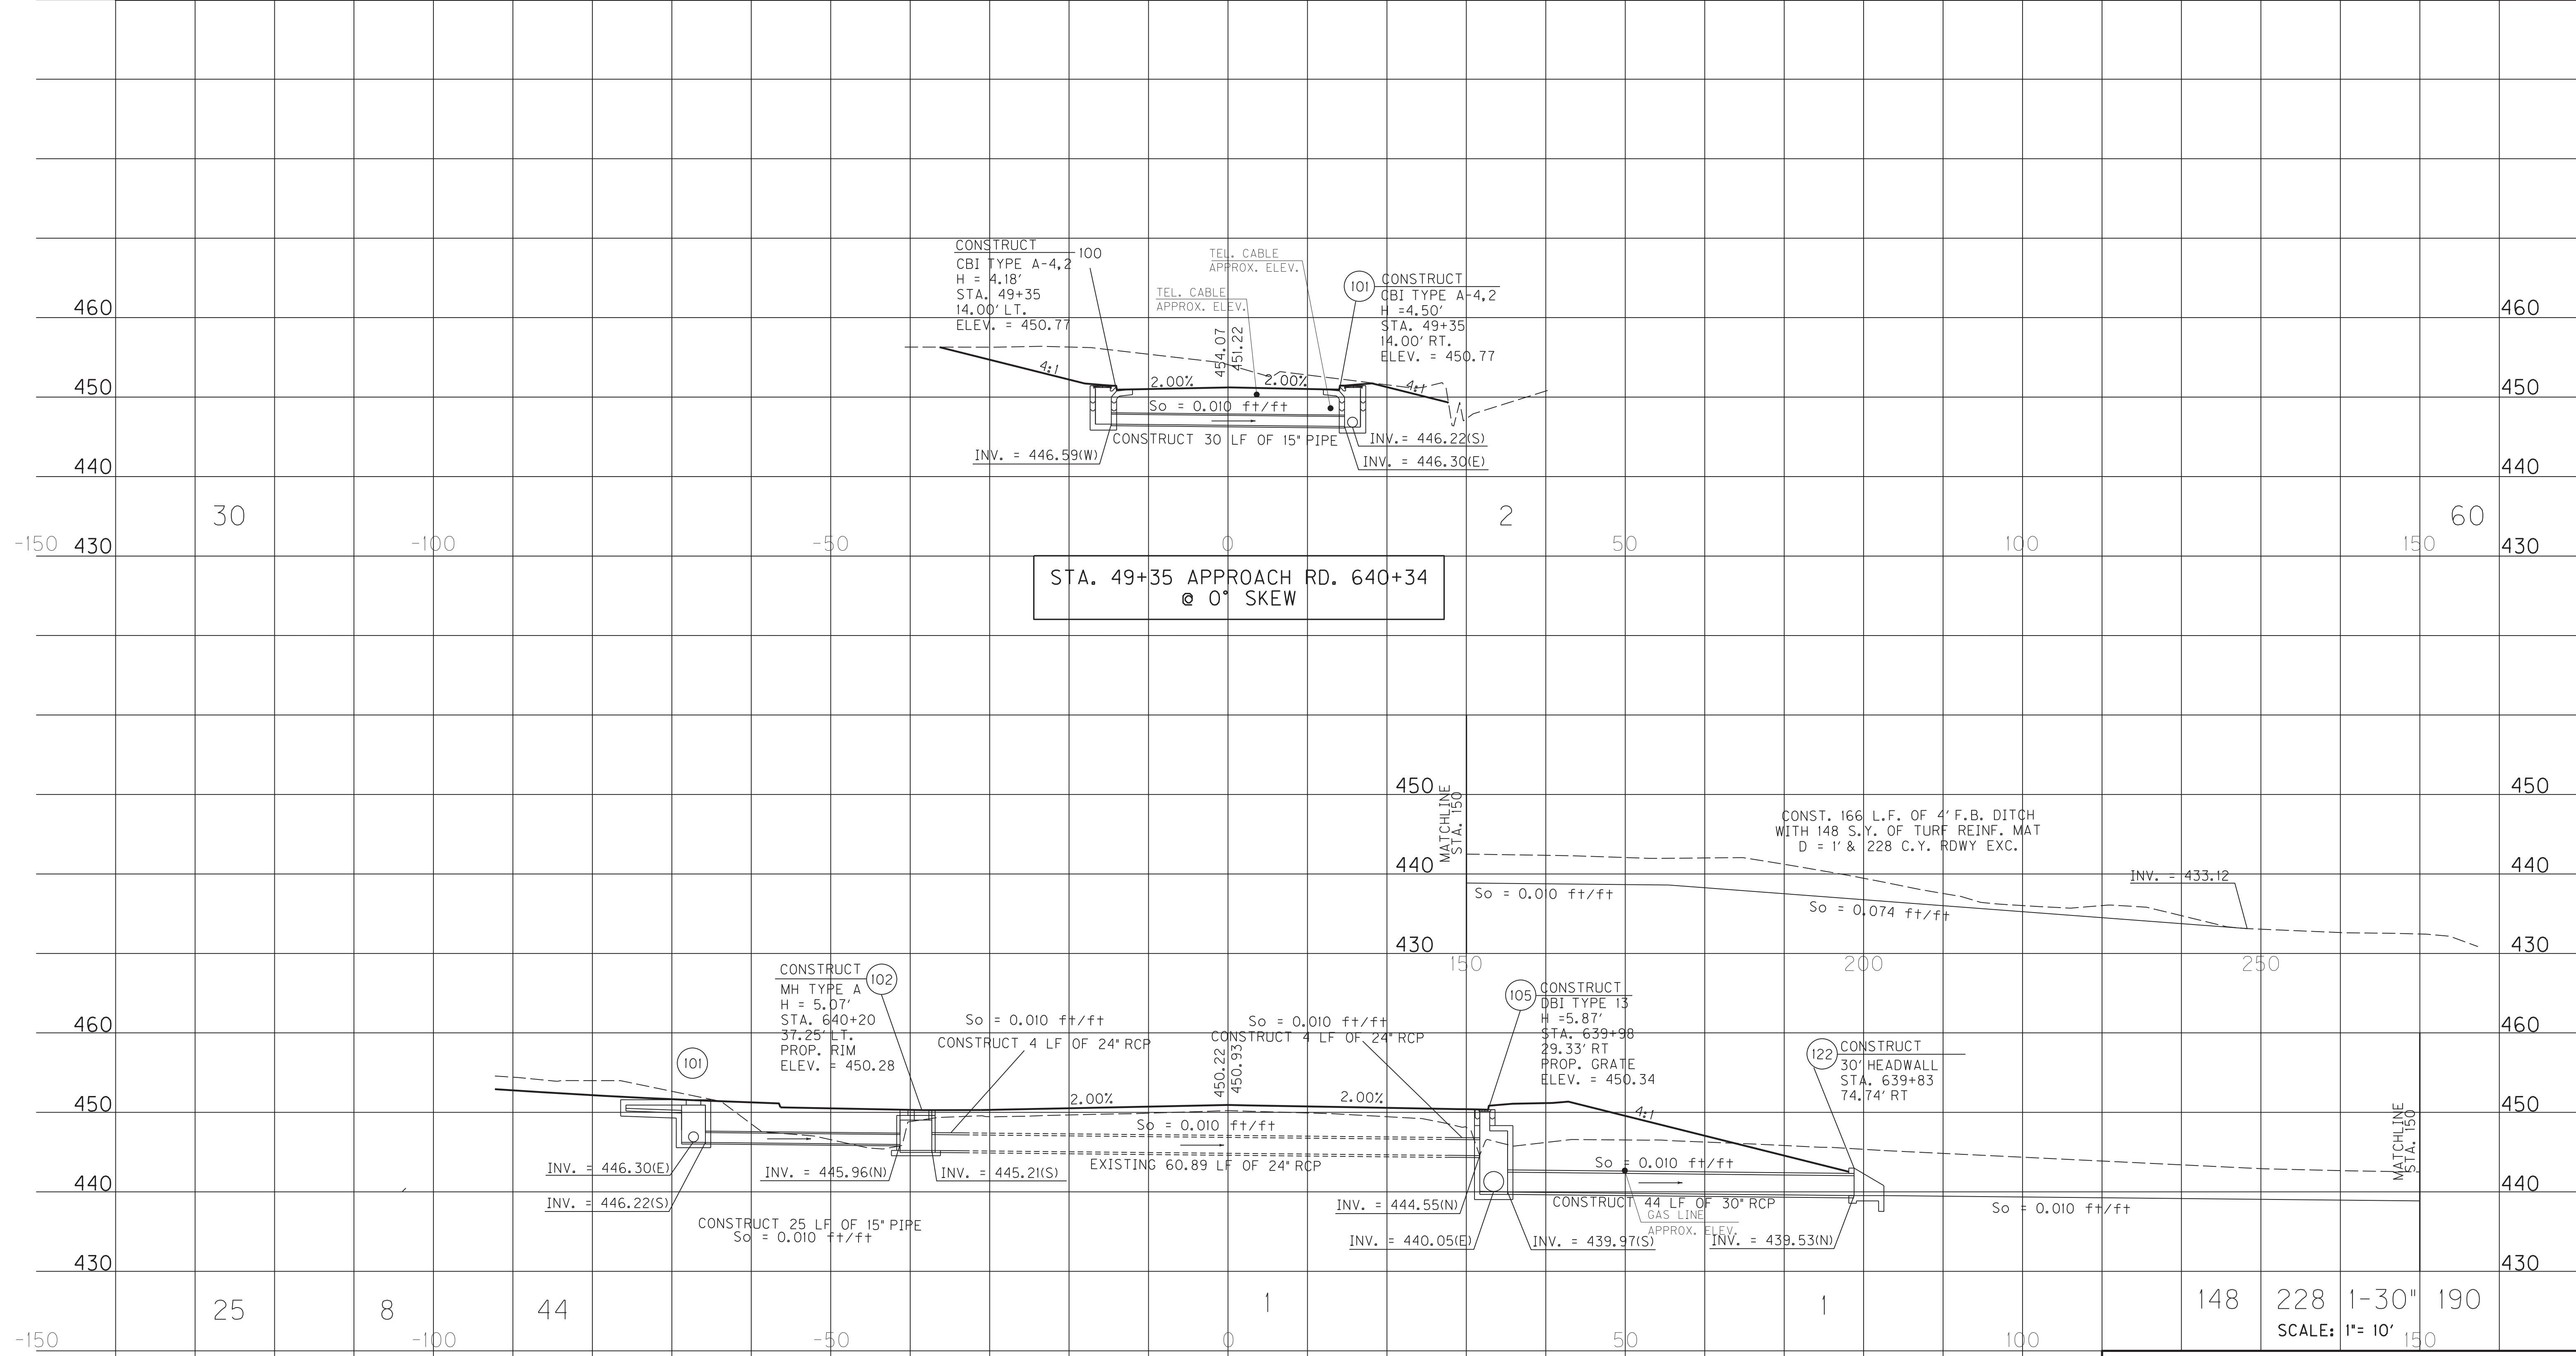 CONSTRUCT
100
CBI TYPE A-4,2
H = 4.18'
STA. 49+35
14.00' LT.
ELEV. = 450.77
TEL. CABLE
APPROX. ELEV.
TEL. CABLE
APPROX. ELEV.
101
CONSTRUCT
CBI TYPE A-4,2
H =4.50'
STA. 49+35
14.00' RT.
ELEV. = 450.77
460
460
454.07
451.22
4:1
2.00%
2.00%
4:1
450
450
So = 0.010 ft/ft
CONSTRUCT 30 LF OF 15" PIPE
INV. = 446.59(W)
INV.= 446.22(S)
INV. = 446.30(E)
440
440
30
2
60
-150
430
-100
-50
0
50
100
150
430
STA. 49+35 APPROACH RD. 640+34
@ 0° SKEW
450
450
MATCHLINE
STA. 150
CONST. 166 L.F. OF 4' F.B. DITCH
WITH 148 S.Y. OF TURF REINF. MAT
D = 1' & 228 C.Y. RDWY EXC.
440
440
So = 0.010 ft/ft
INV. = 433.12
So = 0.074 ft/ft
430
430
150
200
250
CONSTRUCT
102
MH TYPE A
H = 5.07'
STA. 640+20
37.25' LT.
PROP. RIM
ELEV. = 450.28
So = 0.010 ft/ft
CONSTRUCT 4 LF OF 24" RCP
So = 0.010 ft/ft
CONSTRUCT 4 LF OF 24" RCP
105
CONSTRUCT
DBI TYPE 13
H =5.87'
STA. 639+98
29.33' RT
PROP. GRATE
ELEV. = 450.34
122
CONSTRUCT
30' HEADWALL
STA. 639+83
74.74' RT
460
460
101
450.22
450.93
2.00%
2.00%
4:1
450
450
So = 0.010 ft/ft
EXISTING 60.89 LF OF 24" RCP
INV. = 446.30(E)
INV. = 445.96(N)
INV. = 445.21(S)
So = 0.010 ft/ft
MATCHLINE
STA. 150
440
440
INV. = 446.22(S)
INV. = 444.55(N)
CONSTRUCT 44 LF OF 30" RCP
GAS LINE
APPROX. ELEV.
So = 0.010 ft/ft
CONSTRUCT 25 LF OF 15" PIPE
So = 0.010 ft/ft
INV. = 440.05(E)
INV. = 439.97(S)
INV. = 439.53(N)
430
430
25
8
44
1
1
148
228
1-30"
190
SCALE: 1"= 10'
-150
-100
-50
0
50
100
150